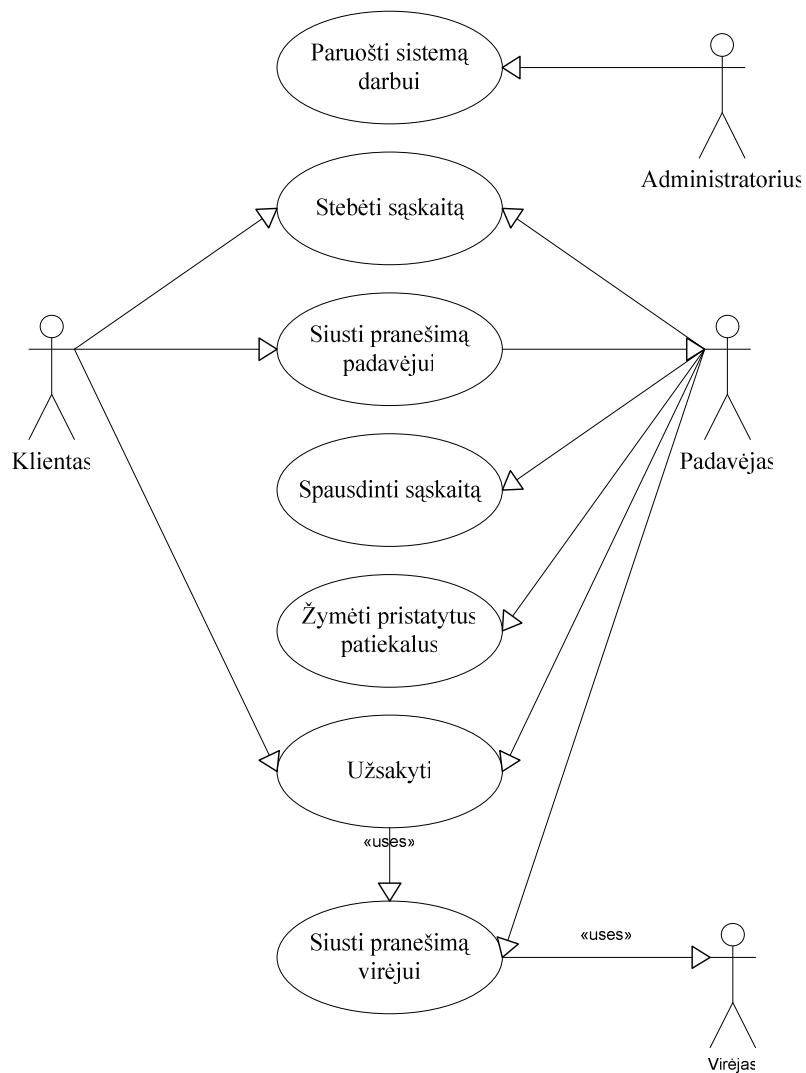 Paruošti sistemą
darbui
Administratorius
Stebėti sąskaitą
Siusti pranešimą
padavėjui
Klientas
Padavėjas
Spausdinti sąskaitą
Žymėti pristatytus
patiekalus
Užsakyti
«uses»
Siusti pranešimą
virėjui
«uses»
Virėjas